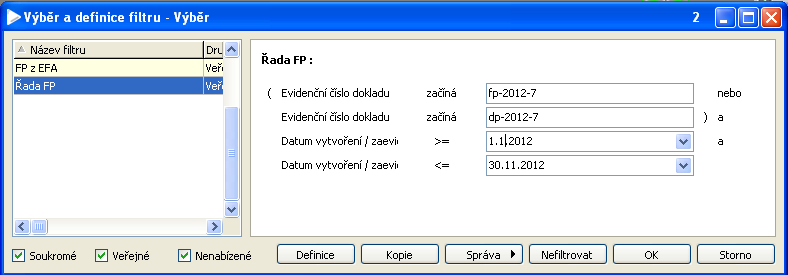 Výběr a definice filtru - Výběr 2
Název filtru Dru
FP z EFA Veř
Řada FP Veř
Řada FP :
( Evidenční číslo dokladu začíná fp-2012-7 nebo
Evidenční číslo dokladu začíná dp-2012-7 ) a
Datum vytvoření / zaevi >= 1.1.2012 a
Datum vytvoření / zaevi <= 30.11.2012
Soukromé Veřejné Nenabízené Definice Kopie Správa Nefiltrovat OK Storno